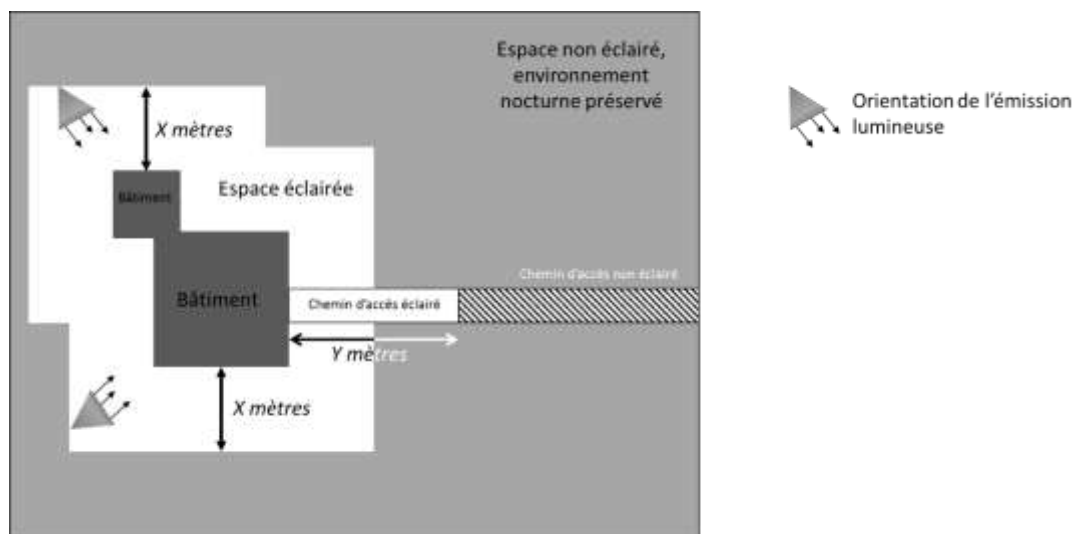 Espace non éclairé,
environnement
nocturne préservé
X mètres
Bâtiment
Espace éclairée
Chemin d'accès non éclairé
Bâtiment
Chemin d'accès éclairé
Y mètres
X mètres
Orientation de l'émission
lumineuse